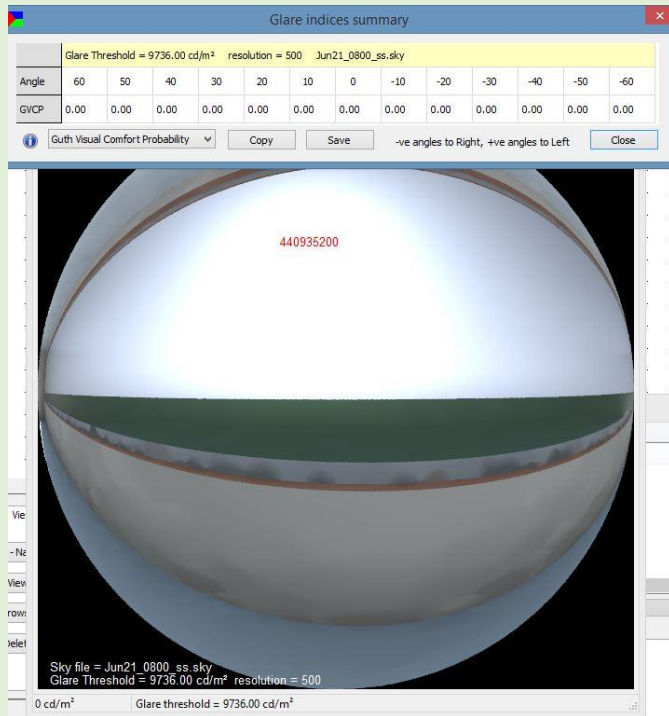 Glare indices summary
Glare Threshold = 9736.00 cd/m² resolution = 500 Jun21_0800_ss.sky
Angle 60 50 40 30 20 10 0 -10 -20 -30 -40 -50 -60
GVCP 0.00 0.00 0.00 0.00 0.00 0.00 0.00 0.00 0.00 0.00 0.00 0.00 0.00
Guth Visual Comfort Probability Copy Save -ve angles to Right, +ve angles to Left Close
440935200
Sky file = Jun21_0800_ss.sky
Glare Threshold = 9736.00 cd/m² resolution = 500
0 cd/m² Glare threshold = 9736.00 cd/m²